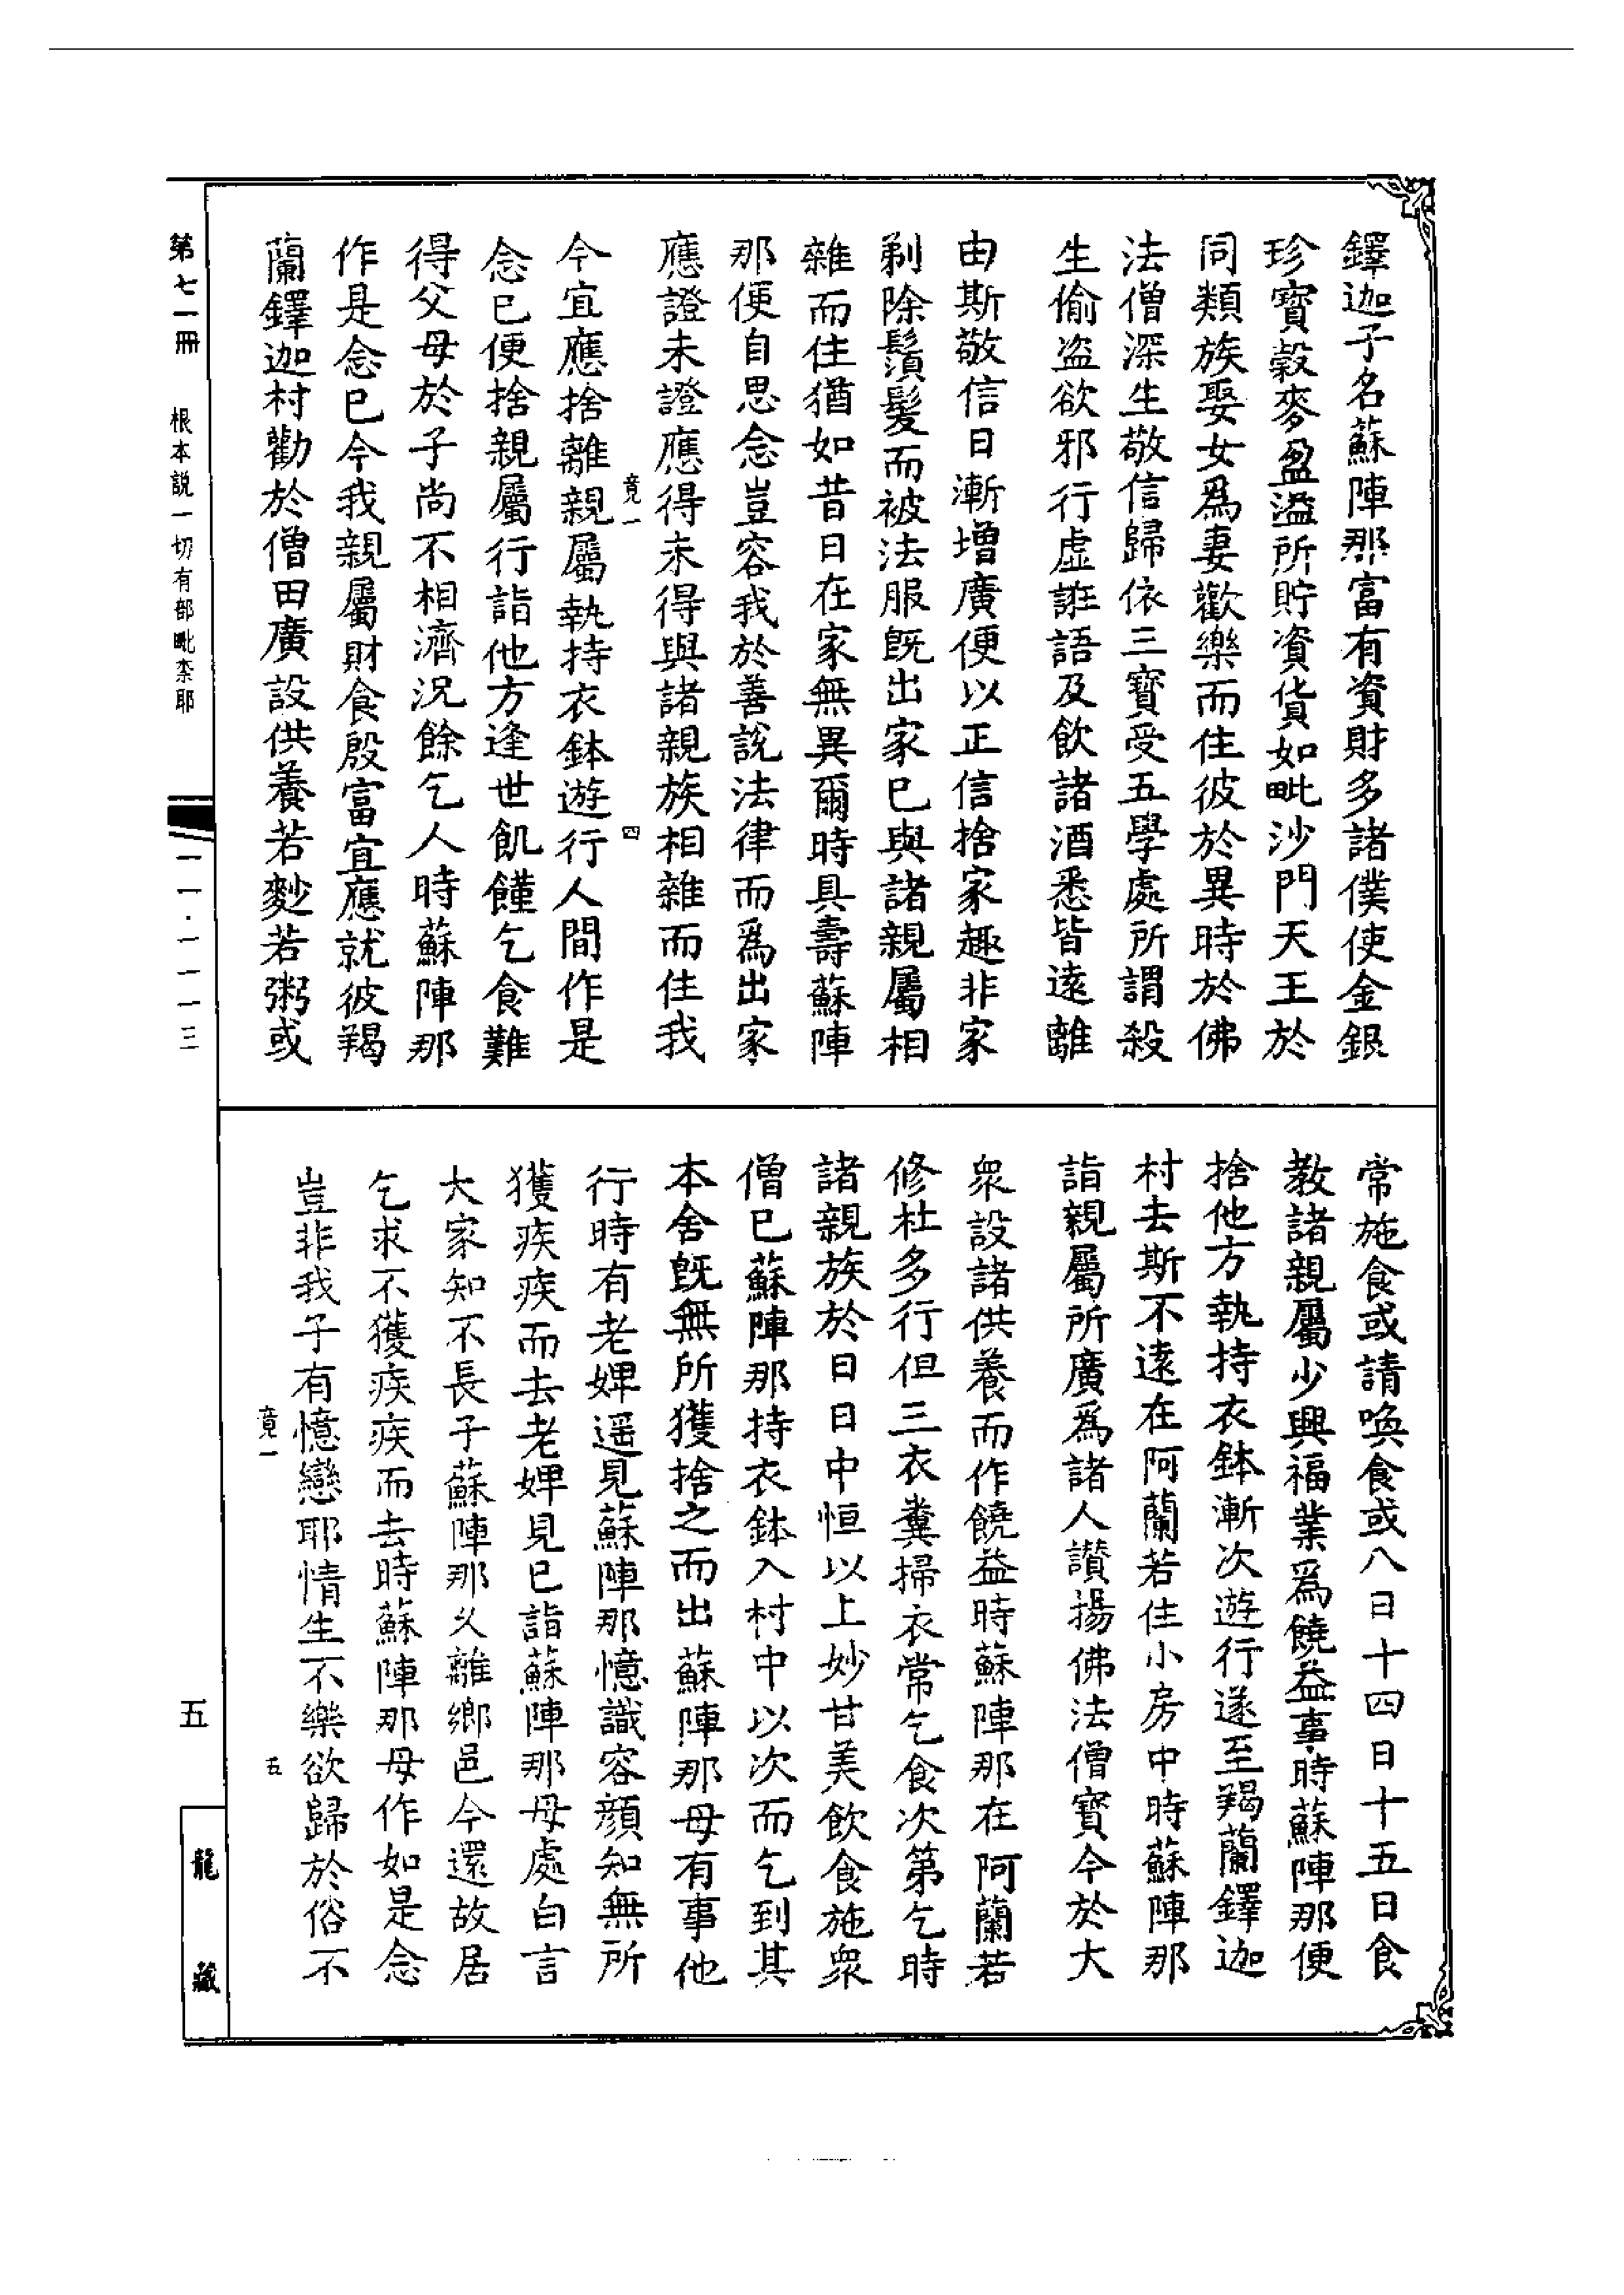 鐸迦子名蘇陣那富有資財多諸僕使金銀
珍寶穀麥盈溢所貯資貨如毗沙門天王於
同類族娶女爲妻歡樂而住彼於異時於佛
法僧深生敬信歸依三寶受五學處所謂殺
生偷盜欲邪行虛誑語及飲諸酒悉皆遠離
由斯敬信日漸增廣便以正信捨家趣非家
剃除鬚髮而被法服旣出家已與諸親屬相
雜而住猶如昔日在家無異爾時具壽蘇陣
那便自思念豈容我於善說法律而爲出家
應證未證應得未得與諸親族相雜而住我
今宜應捨離親屬執持衣鉢遊行人間作是
念已便捨親屬行詣他方逢世飢饉乞食難
得父母於子尚不相濟況餘乞人時蘇陣那
作是念已今我親屬財食殷富宜應就彼羯
蘭鐸迦村勸於僧田廣設供養若麨若粥或
竟一
四
常施食或請喚食或八日十四日十五日食
教諸親屬少興福業爲饒益事時蘇陣那便
捨他方執持衣鉢漸次遊行遂至羯蘭鐸迦
村去斯不遠在阿蘭若住小房中時蘇陣那
詣親屬所廣爲諸人讃揚佛法僧寶今於大
衆設諸供養而作饒益時蘇陣那在阿蘭若
修杜多行但三衣糞掃衣常乞食次第乞時
諸親族於日日中恒以上妙甘美飲食施衆
僧已蘇陣那持衣鉢入村中以次而乞到其
本舍旣無所獲捨之而出蘇陣那母有事他
行時有老婢遥見蘇陣那憶識容顔知無所
獲疾疾而去老婢見已詣蘇陣那母處白言
大家知不長子蘇陣那久離鄉邑今還故居
乞求不獲疾疾而去時蘇陣那母作如是念
豈非我子有憶戀耶情生不樂欲歸於俗不
竟一
五
第七一冊
根本說一切有部毗柰耶
一一·一一一三
五
龍藏